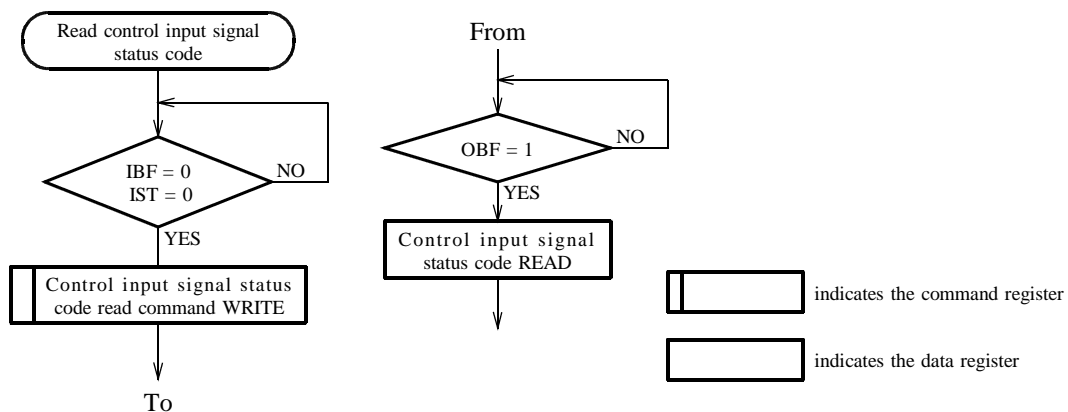 Read control input signal
status code
IBF = 0
IST = 0
NO
YES
Control input signal status
code read command WRITE
To
From
OBF = 1
NO
YES
Control input signal
status code READ
indicates the command register
indicates the data register